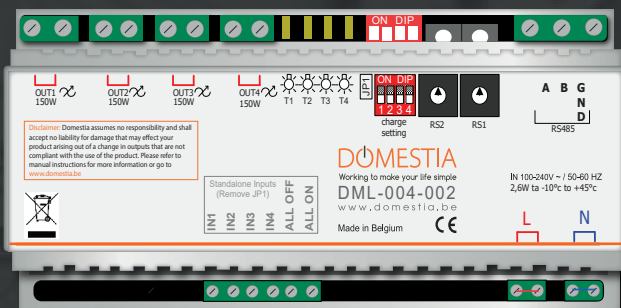 ON DIP
OUT1
150W
OUT2
150W
OUT3
150W
OUT4
150W
T1 T2 T3 T4
JP1
ON DIP
1 2 3 4
charge
setting
RS2
RS1
A B GND
RS485
Disclaimer: Domestia assumes no responsibility and shall
accept no liability for damage that may effect your
product arising out of a change in outputs that are not
compliant with the use of the product. Please refer to
manual instructions for more information or go to
www.domestia.be
Standalone Inputs
(Remove JP1)
IN1
IN2
IN3
IN4
ALL OFF
ALL ON
DOMESTIA
Working to make your life simple
DML-004-002
www.domestia.be
Made in Belgium
CE
IN 100-240V ~ / 50-60 HZ
2,6W ta -10°c to +45°c
L
N